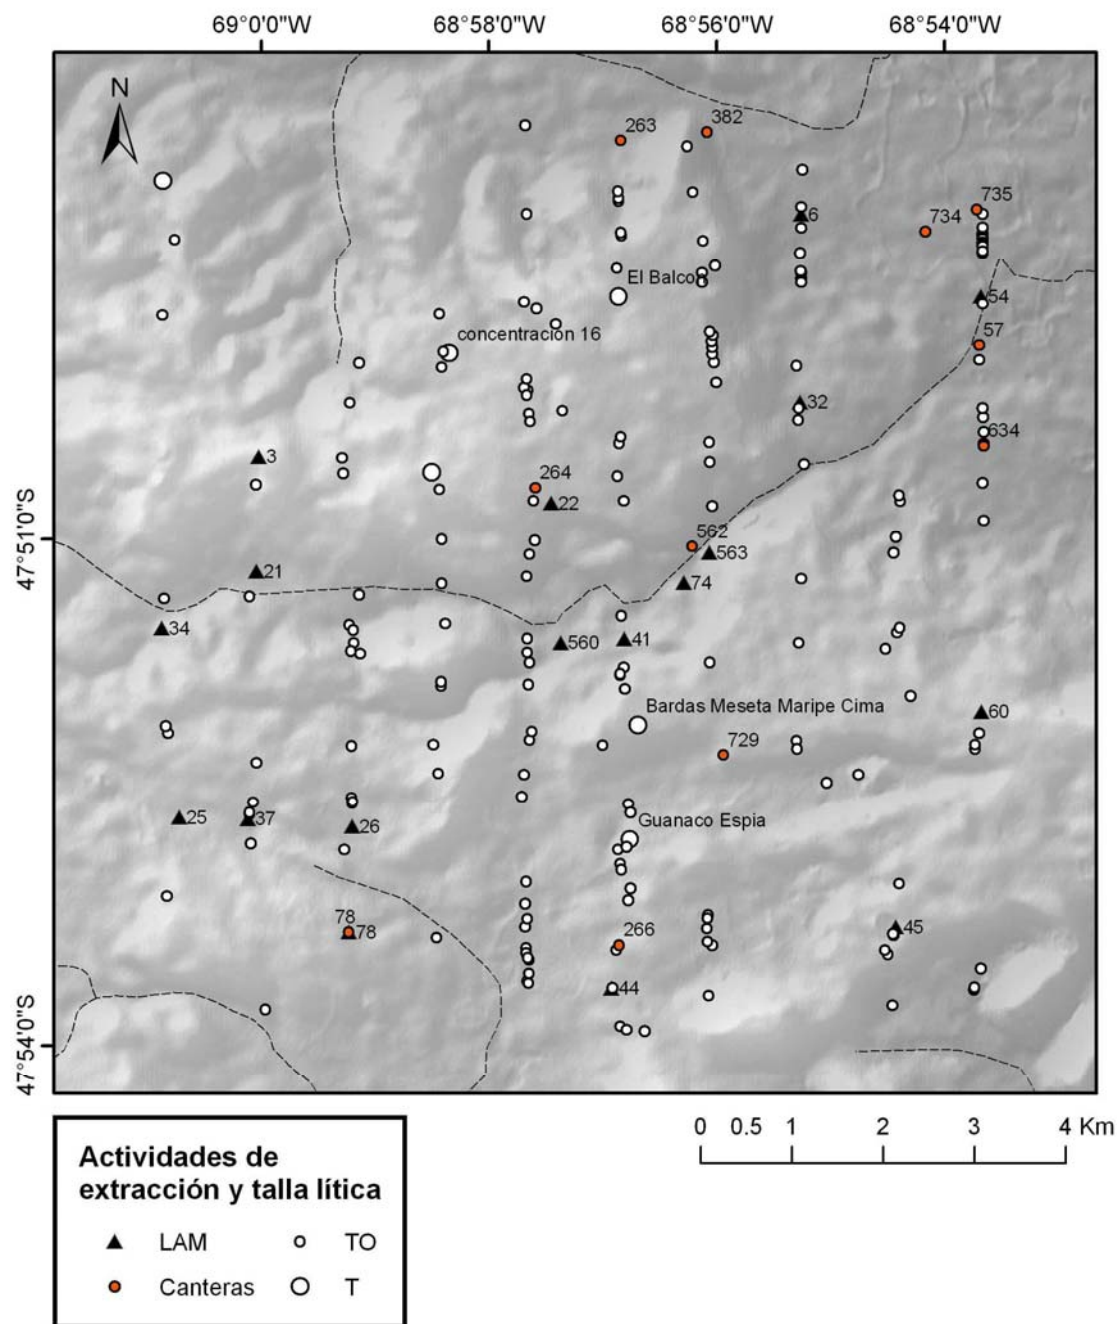 69°0'0"W
68°58'0"W
68°56'0"W
68°54'0"W
N
263
382
735
6
734
El Balcon
54
57
concentracion 16
32
634
3
264
22
47°51'0"S
562
563
21
74
34
560
41
Bardas Meseta Maripe Cima
60
729
25
37
26
Guanaco Espia
78
78
266
45
44
47°54'0"S
0 0.5 1 2 3 4 Km
Actividades de
extracción y talla lítica
LAM TO
Canteras T